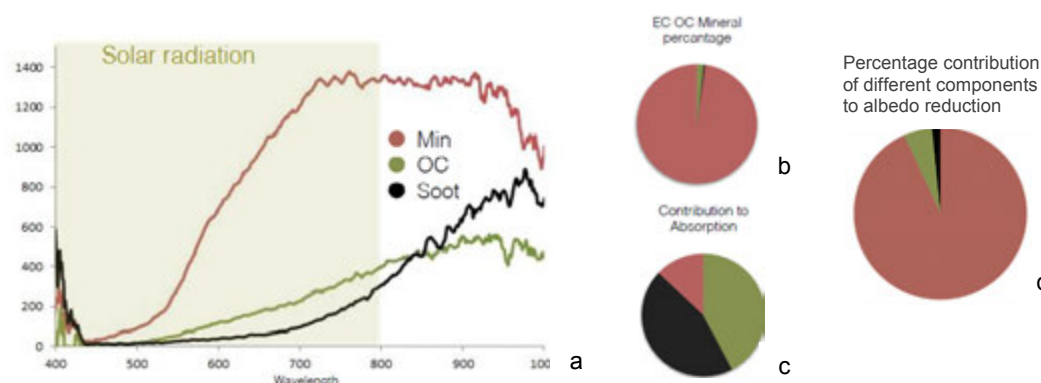 Solar radiation
1400
1200
1000
800
600
400
200
0
400
500
600
700
800
900
100
Wavelength
Min
OC
Soot
a
EC OC Mineral
percantage
b
Contribution to
Absorption
c
Percentage contribution
of different components
to albedo reduction